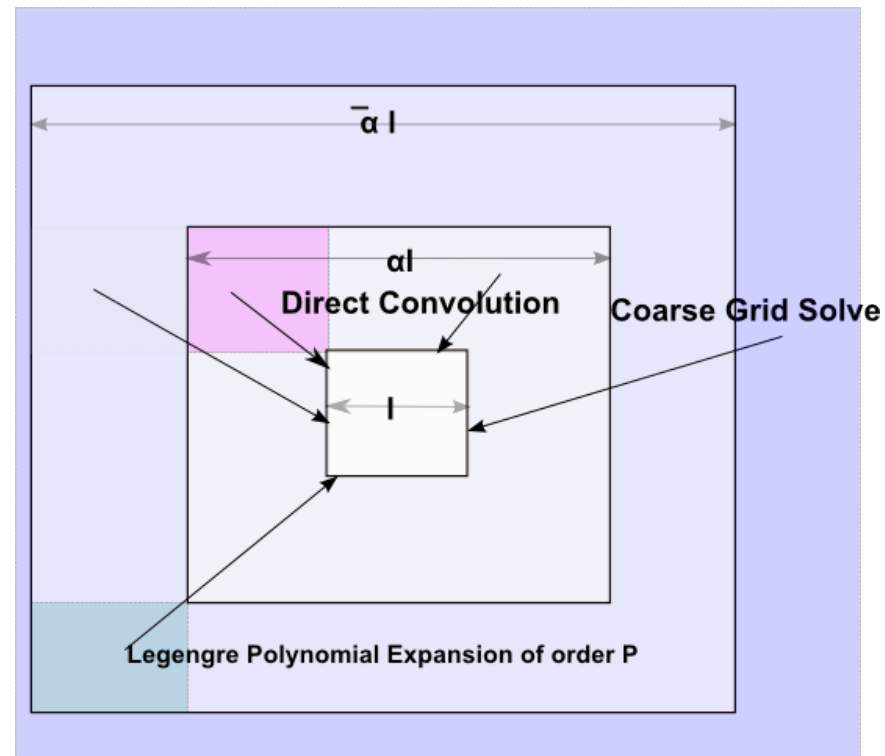 ᾱ l
αl
Direct Convolution
Coarse Grid Solve
l
Legengre Polynomial Expansion of order P